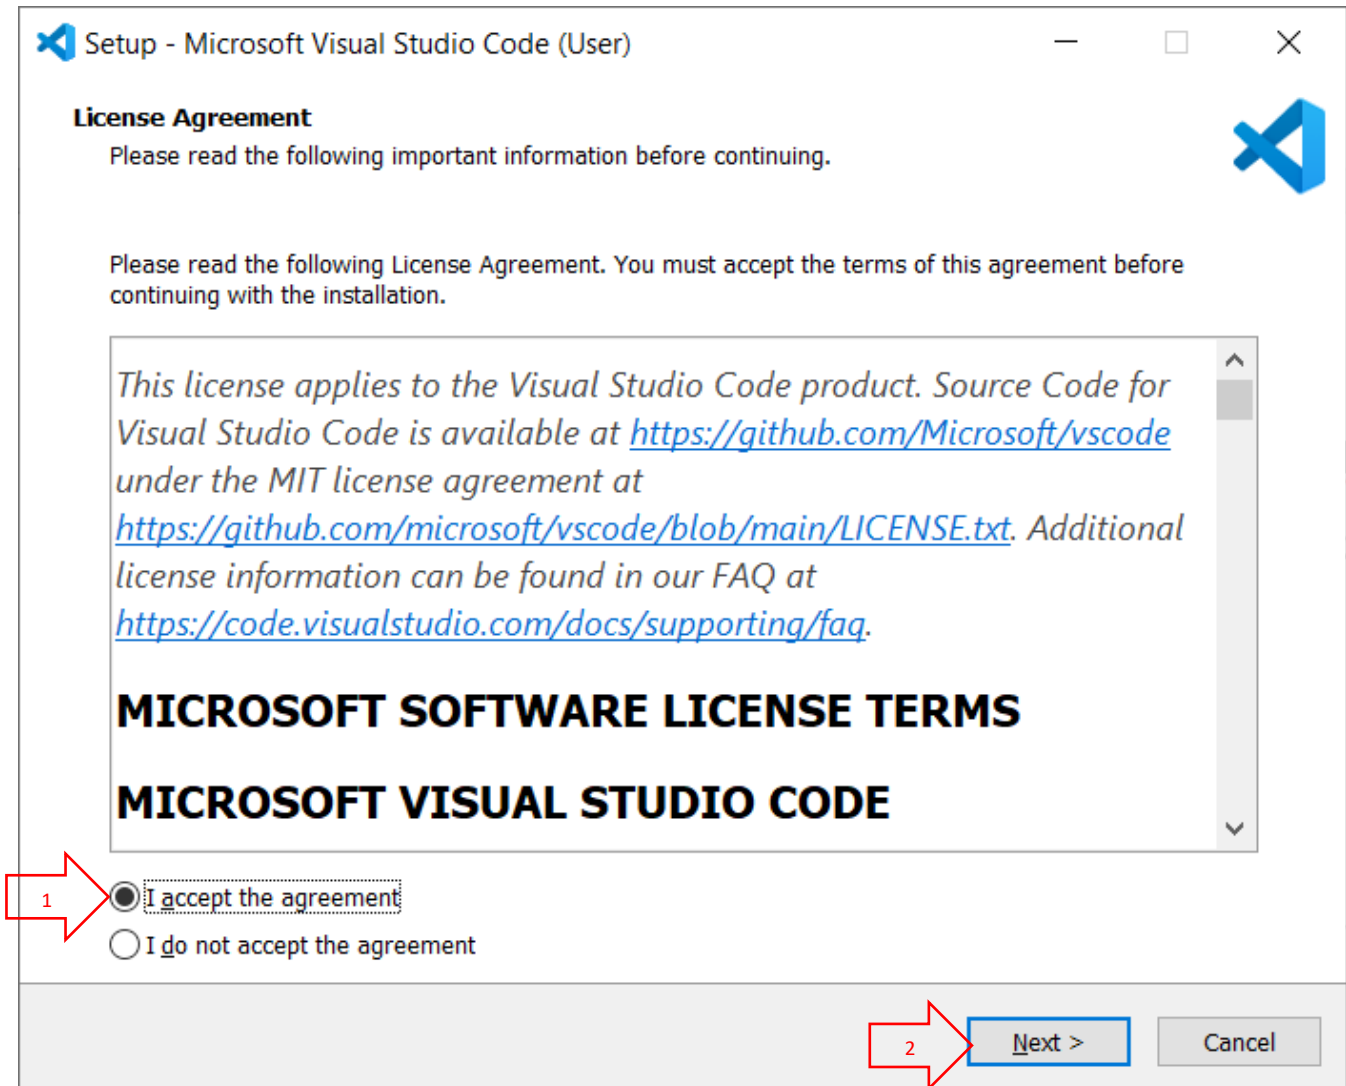 Setup - Microsoft Visual Studio Code (User)
License Agreement
Please read the following important information before continuing.
Please read the following License Agreement. You must accept the terms of this agreement before
continuing with the installation.
This license applies to the Visual Studio Code product. Source Code for
Visual Studio Code is available at https://github.com/Microsoft/vscode
under the MIT license agreement at
https://github.com/microsoft/vscode/blob/main/LICENSE.txt. Additional
license information can be found in our FAQ at
https://code.visualstudio.com/docs/supporting/faq.
MICROSOFT SOFTWARE LICENSE TERMS
MICROSOFT VISUAL STUDIO CODE
1 I accept the agreement
I do not accept the agreement
2 Next > Cancel